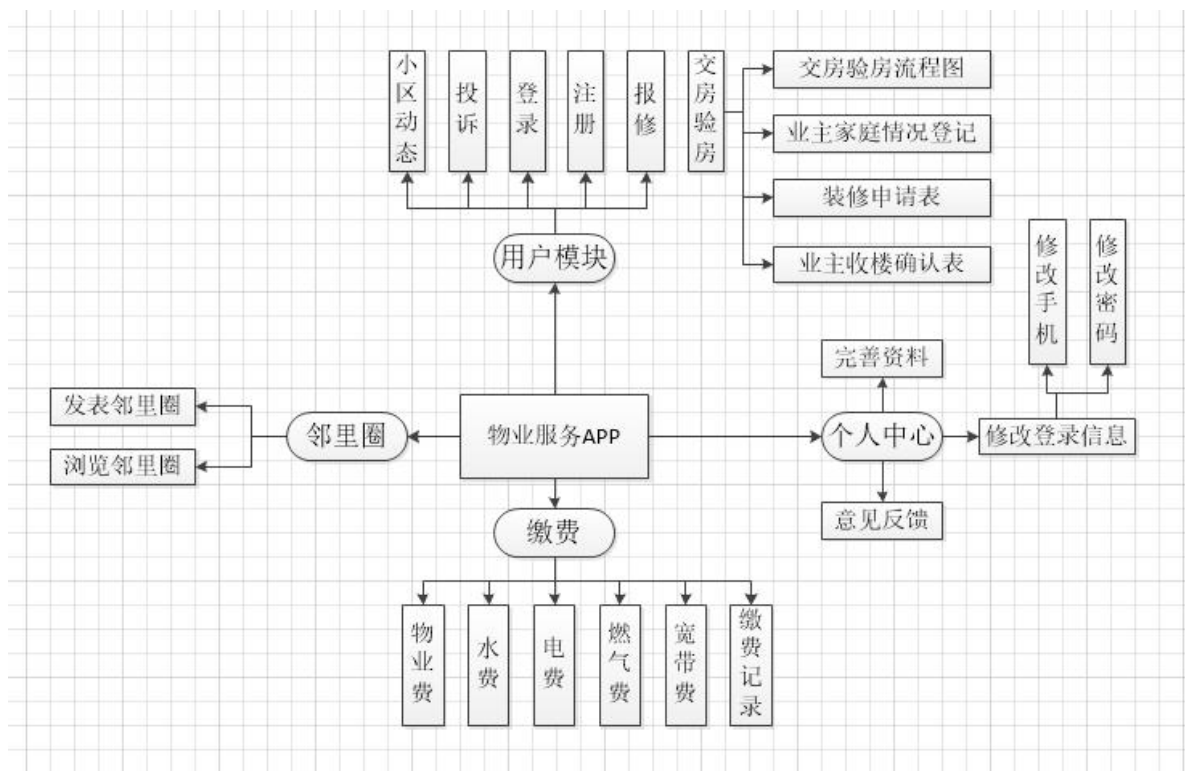 小区动态
投诉
登录
注册
报修
交房验房
交房验房流程图
业主家庭情况登记
装修申请表
业主收楼确认表
用户模块
修改手机
修改密码
完善资料
发表邻里圈
浏览邻里圈
邻里圈
物业服务APP
个人中心
修改登录信息
意见反馈
缴费
物业费
水费
电费
燃气费
宽带费
缴费记录